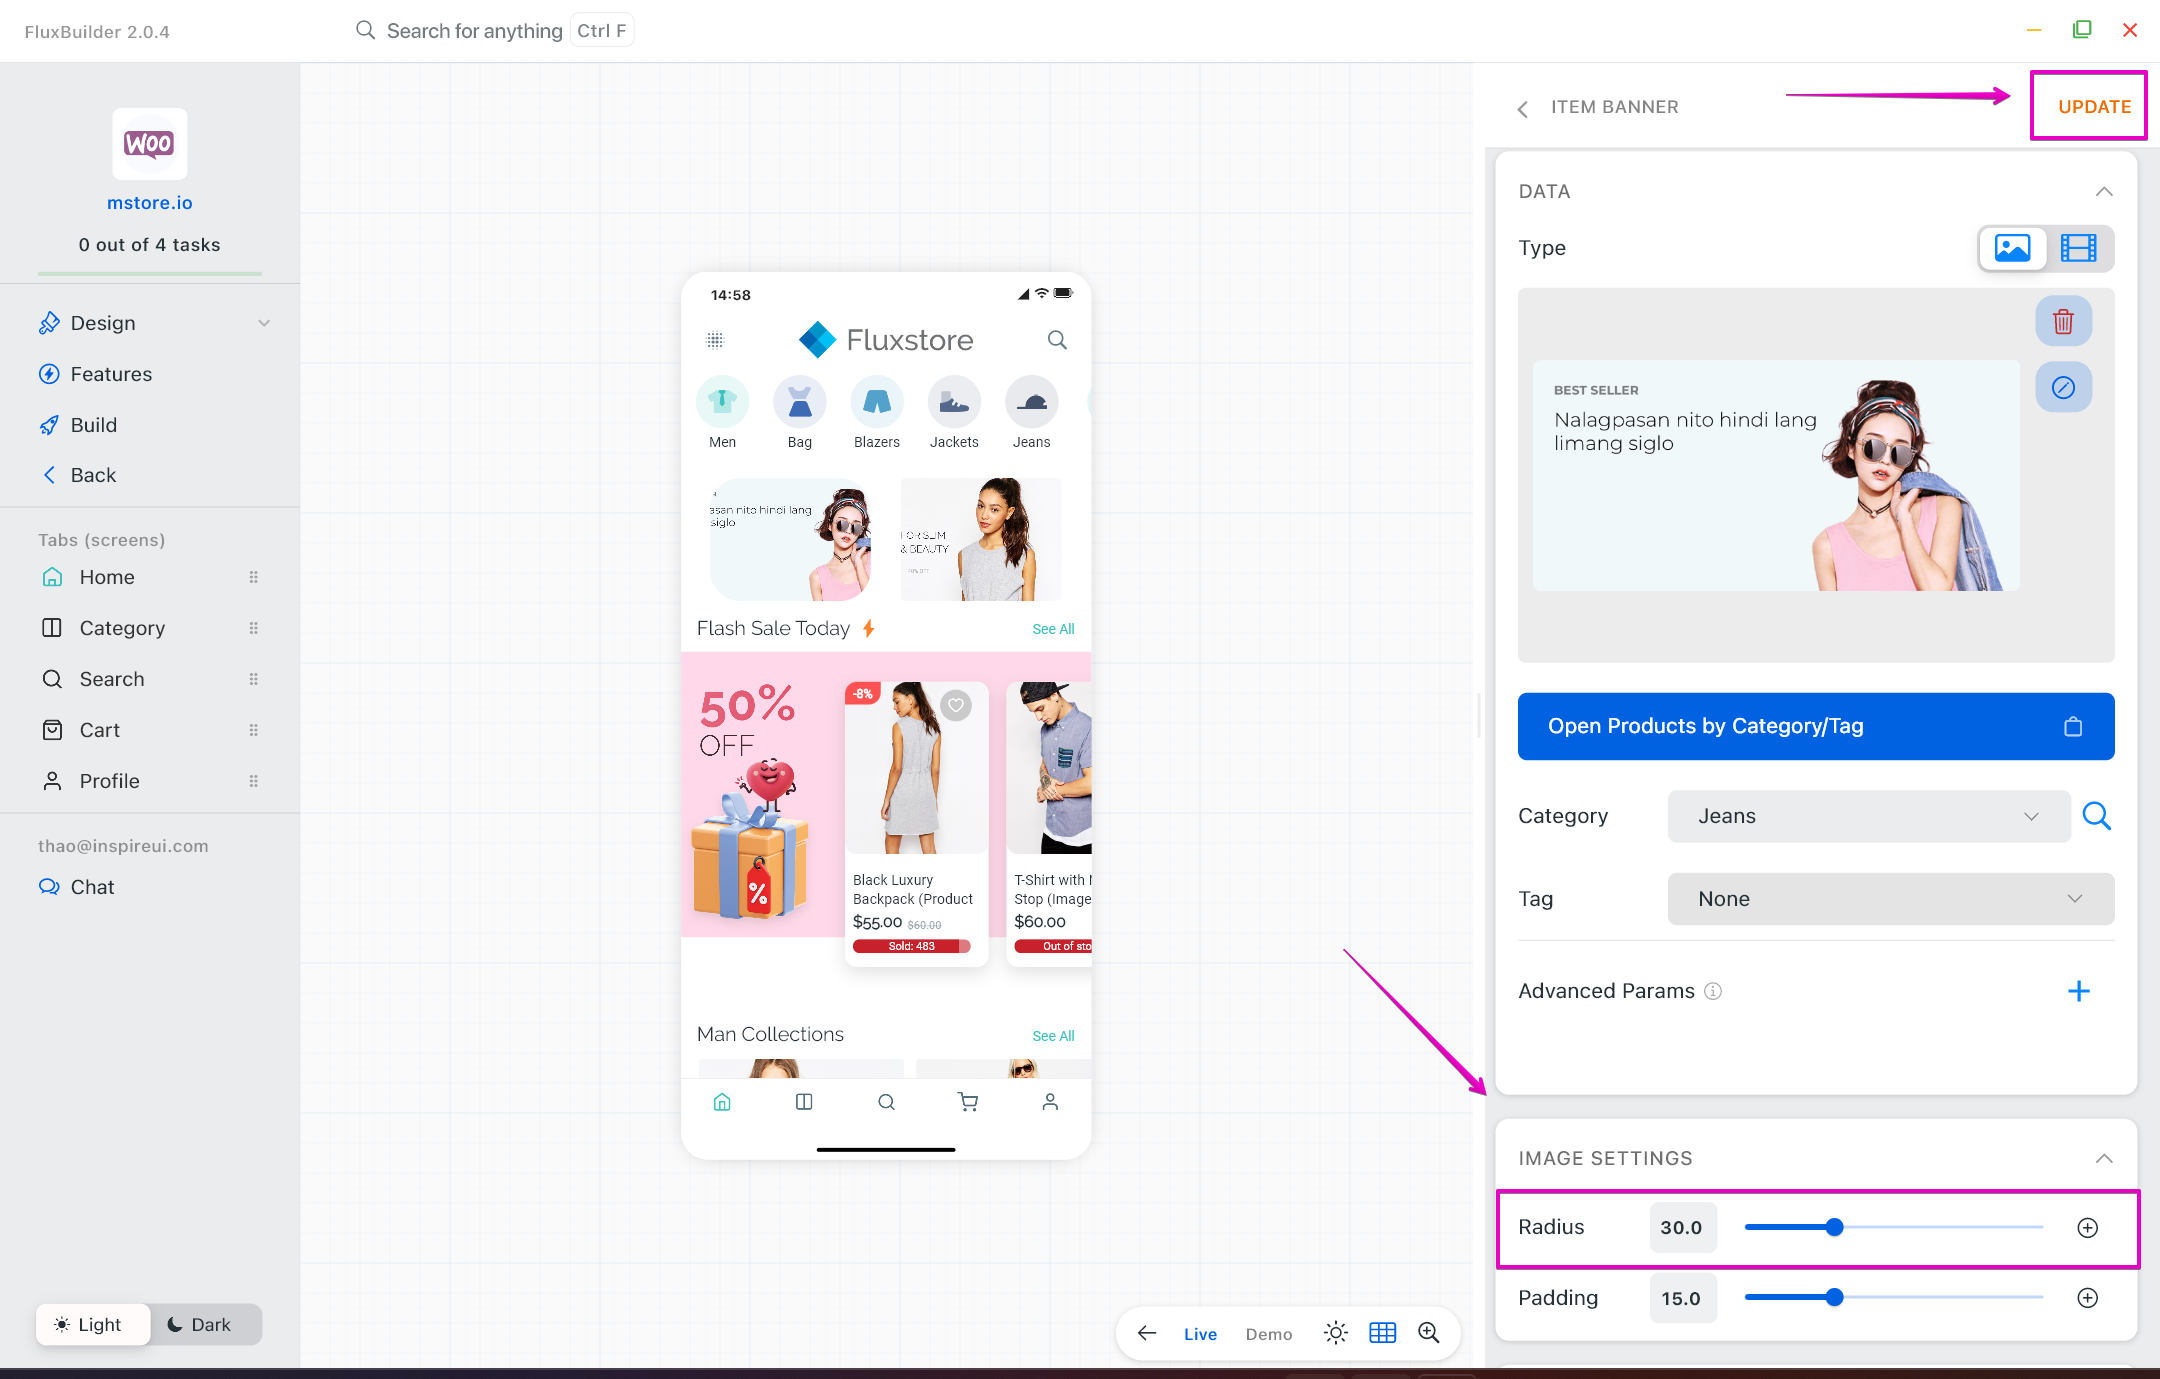 FluxBuilder 2.0.4
Search for anything
Ctrl F
WOO
mstore.io
0 out of 4 tasks
Design
Features
Build
Back
Tabs (screens)
Home
Category
Search
Cart
Profile
thao@inspireui.com
Chat
Light
Dark
14:58
Fluxstore
Men
Bag
Blazers
Jackets
Jeans
asan nito hindi lang
siglo
FOR SLIM
& BEAUTY
Flash Sale Today
See All
50%
OFF
%
-8%
Black Luxury
Backpack (Product
$55.00 $60.00
Sold: 483
T-Shirt with
Stop (Image
$60.00
Out of sto
Man Collections
See All
Live
Demo
ITEM BANNER
UPDATE
DATA
Type
BEST SELLER
Nalagpasan nito hindi lang
limang siglo
Open Products by Category/Tag
Category
Jeans
Tag
None
Advanced Params
IMAGE SETTINGS
Radius
30.0
Padding
15.0